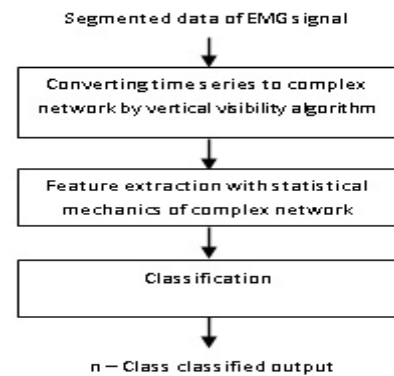 Segmented data of EMG signal
Converting time series to complex
network by vertical visibility algorithm
Feature extraction with statistical
mechanics of complex network
Classification
n – Class classified output